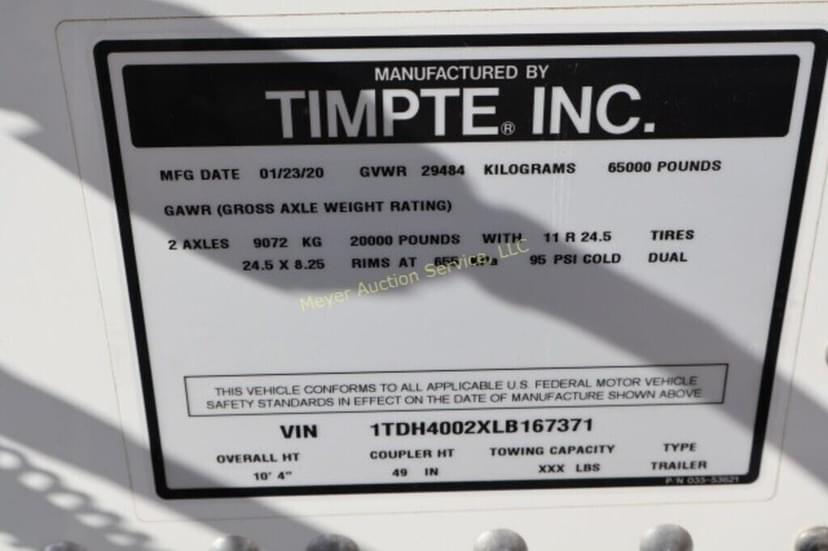 MANUFACTURED BY
TIMPTE® INC.
MFG DATE 01/23/20 GVWR 29484 KILOGRAMS 65000 POUNDS
GAWR (GROSS AXLE WEIGHT RATING)
2 AXLES 9072 KG 20000 POUNDS WITH 11 R 24.5 TIRES
24.5 X 8.25 RIMS AT 655 kPa 95 PSI COLD DUAL
Meyer Auction Service, LLC
THIS VEHICLE CONFORMS TO ALL APPLICABLE U.S. FEDERAL MOTOR VEHICLE
SAFETY STANDARDS IN EFFECT ON THE DATE OF MANUFACTURE SHOWN ABOVE
VIN 1TDH4002XLB167371
OVERALL HT COUPLER HT TOWING CAPACITY TYPE
10' 4" 49 IN XXX LBS TRAILER
P/N 035-53621